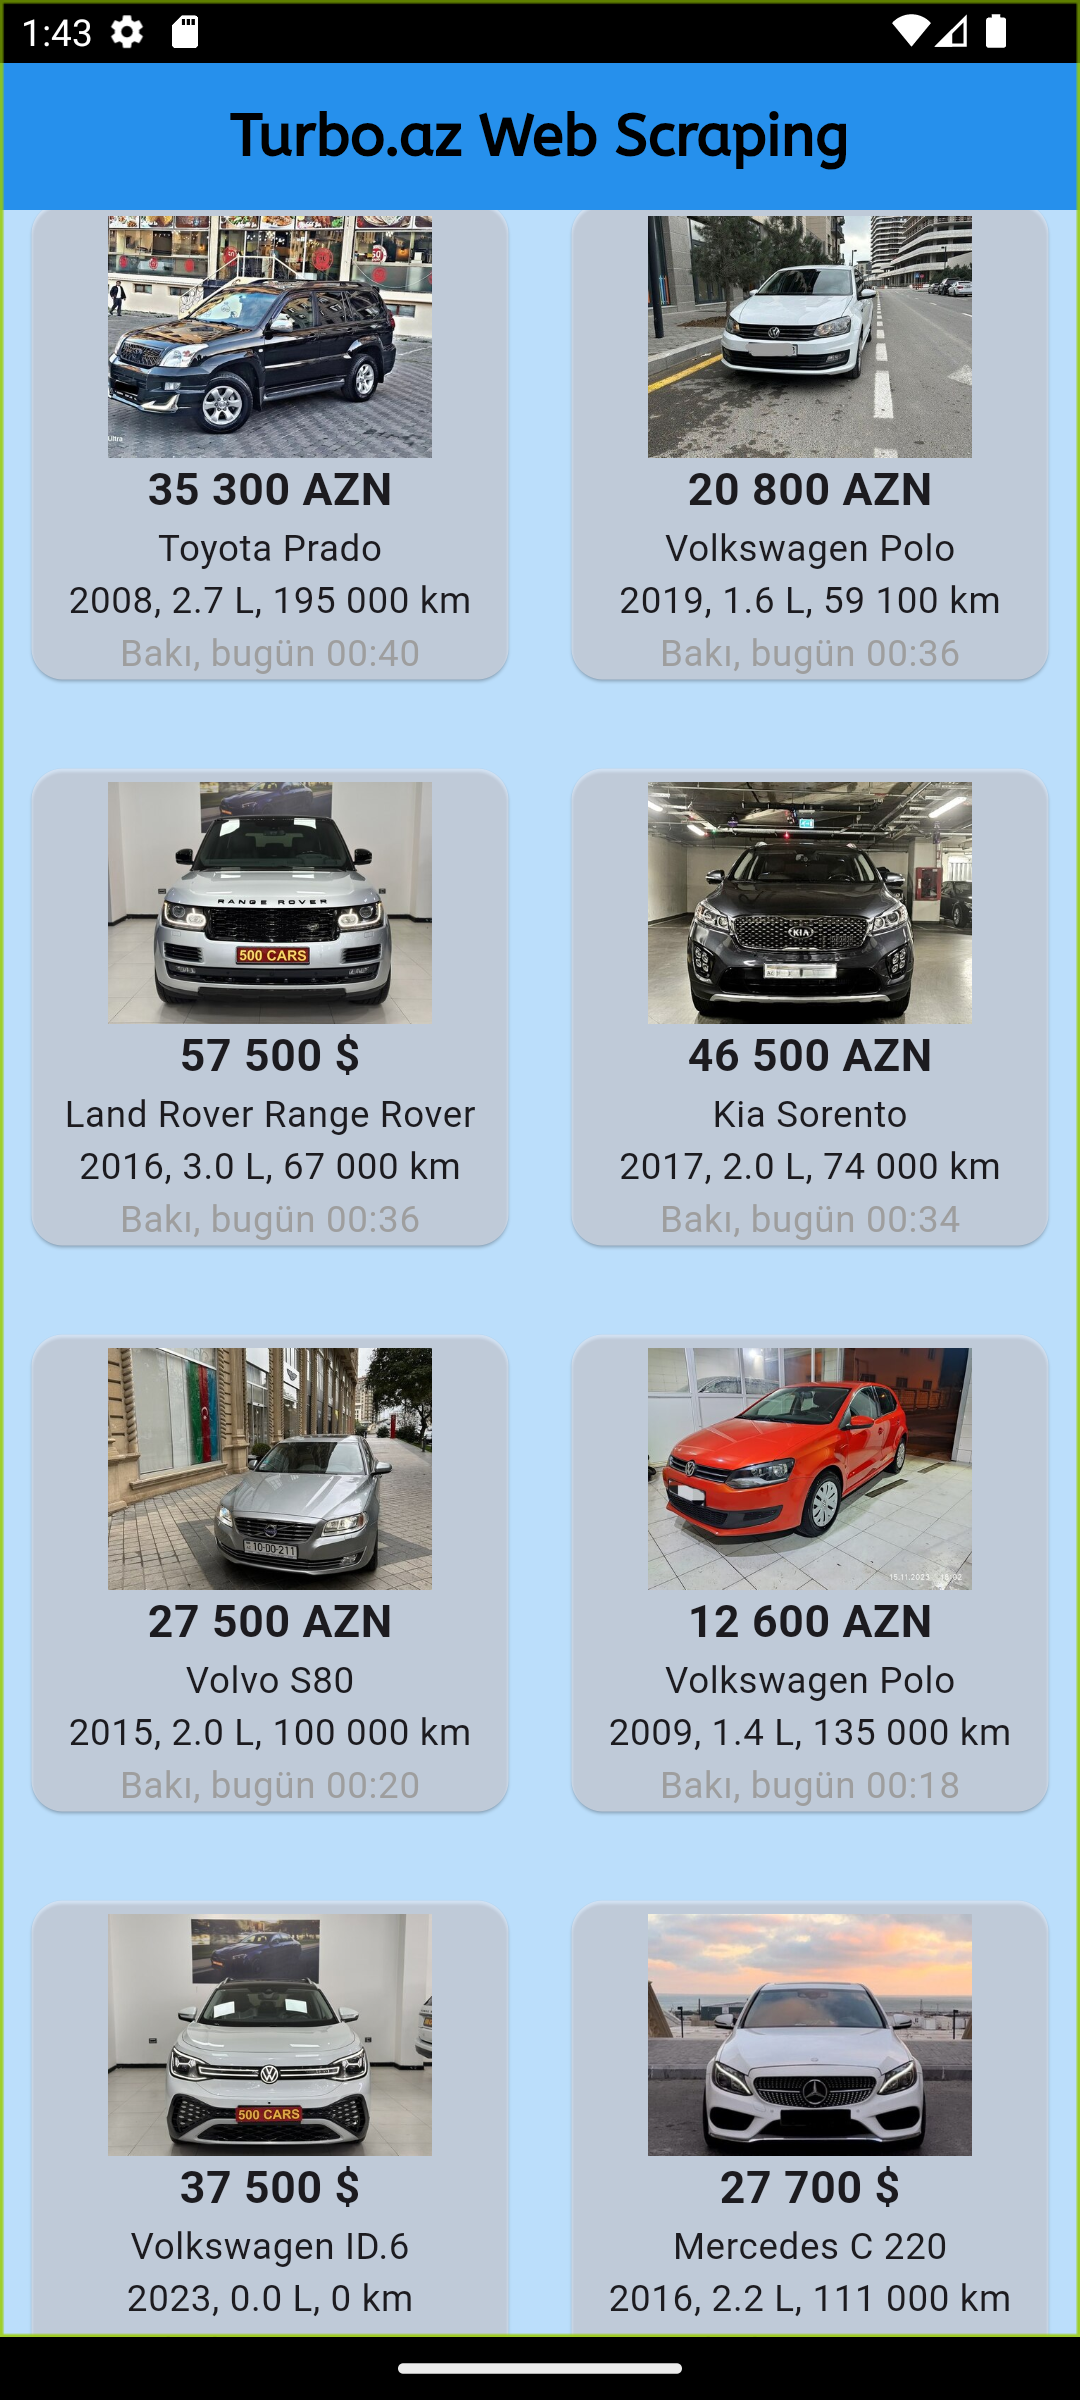 1:43
Turbo.az Web Scraping
Ultra
35 300 AZN
Toyota Prado
2008, 2.7 L, 195 000 km
Bakı, bugün 00:40
20 800 AZN
Volkswagen Polo
2019, 1.6 L, 59 100 km
Bakı, bugün 00:36
RANGE ROVER
500 CARS
57 500 $
Land Rover Range Rover
2016, 3.0 L, 67 000 km
Bakı, bugün 00:36
KIA
46 500 AZN
Kia Sorento
2017, 2.0 L, 74 000 km
Bakı, bugün 00:34
10-OO-211
27 500 AZN
Volvo S80
2015, 2.0 L, 100 000 km
Bakı, bugün 00:20
15.11.2023
12 600 AZN
Volkswagen Polo
2009, 1.4 L, 135 000 km
Bakı, bugün 00:18
500 CARS
37 500 $
Volkswagen ID.6
2023, 0.0 L, 0 km
27 700 $
Mercedes C 220
2016, 2.2 L, 111 000 km